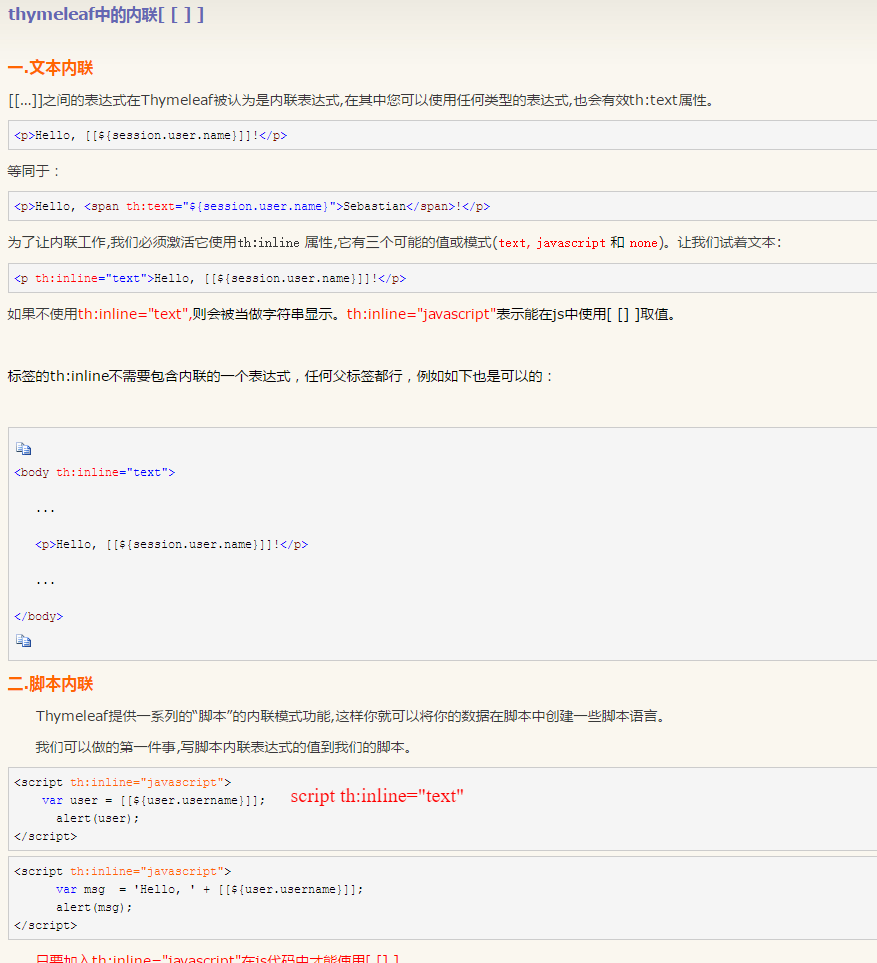 thymeleaf中的内联[ [ ] ]
一.文本内联
[[...]]之间的表达式在Thymeleaf被认为是内联表达式,在其中您可以使用任何类型的表达式,也会有效th:text属性。
<p>Hello, [[${session.user.name}]]!</p>
等同于：
<p>Hello, <span th:text="${session.user.name}">Sebastian</span>!</p>
为了让内联工作,我们必须激活它使用th:inline 属性,它有三个可能的值或模式(text, javascript 和 none)。让我们试着文本:
<p th:inline="text">Hello, [[${session.user.name}]]!</p>
如果不使用th:inline="text",则会被当做字符串显示。th:inline="javascript"表示能在js中使用[ [] ]取值。
标签的th:inline不需要包含内联的一个表达式，任何父标签都行，例如如下也是可以的：
<body th:inline="text">
...
<p>Hello, [[${session.user.name}]]!</p>
...
</body>
二.脚本内联
Thymeleaf提供一系列的“脚本”的内联模式功能,这样你就可以将你的数据在脚本中创建一些脚本语言。
我们可以做的第一件事,写脚本内联表达式的值到我们的脚本。
<script th:inline="javascript">
var user = [[${user.username}]];
script th:inline="text"
alert(user);
</script>
<script th:inline="javascript">
var msg  = 'Hello, ' + [[${user.username}]];
alert(msg);
</script>
只要加入th:inline="javascript"在js代码中才能使用[ [] ]